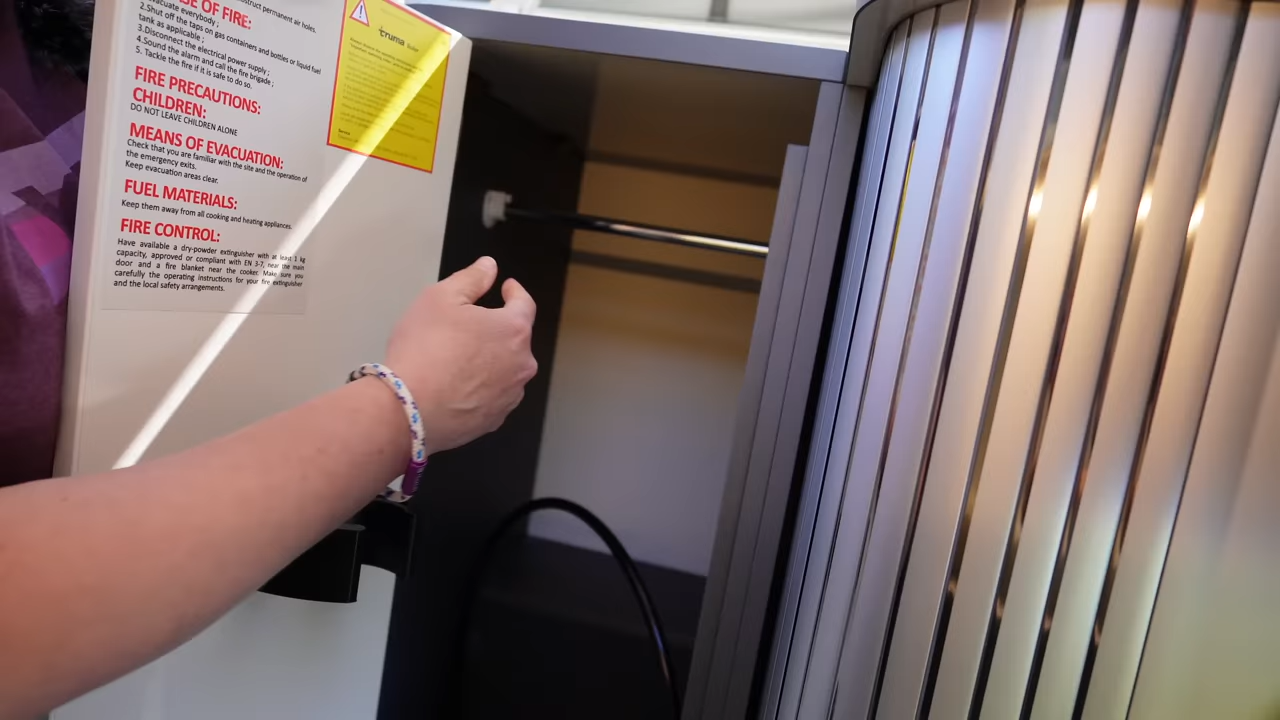 construct permanent air holes.
SE OF FIRE:
Evacuate everybody ;
2.Shut off the taps on gas containers and bottles or liquid fuel
tank as applicable ;
3.Disconnect the electrical power supply ;
4.Sound the alarm and call the fire brigade ;
5. Tackle the fire if it is safe to do so.
FIRE PRECAUTIONS:
CHILDREN:
DO NOT LEAVE CHILDREN ALONE
MEANS OF EVACUATION:
Check that you are familiar with the site and the operation of
the emergency exits.
Keep evacuation areas clear.
FUEL MATERIALS:
Keep them away from all cooking and heating appliances.
FIRE CONTROL:
Have available a dry-powder extinguisher with at least 1 kg
capacity, approved or compliant with EN 3-7, near the main
door and a fire blanket near the cooker. Make sure you
carefully the operating instructions for your fire extinguisher
and the local safety arrangements.
truma